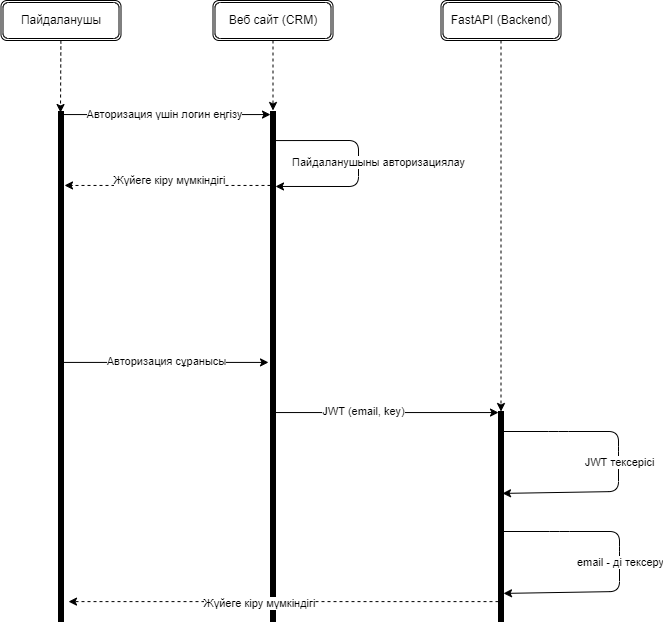 Пайдаланушы
Веб сайт (CRM)
FastAPI (Backend)
Авторизация үшін логин еңгізу
Пайдаланушыны авторизациялау
Жүйеге кіру мүмкіндігі
Авторизация сұранысы
JWT (email, key)
JWT тексерісі
email - ді тексеру
Жүйеге кіру мүмкіндігі